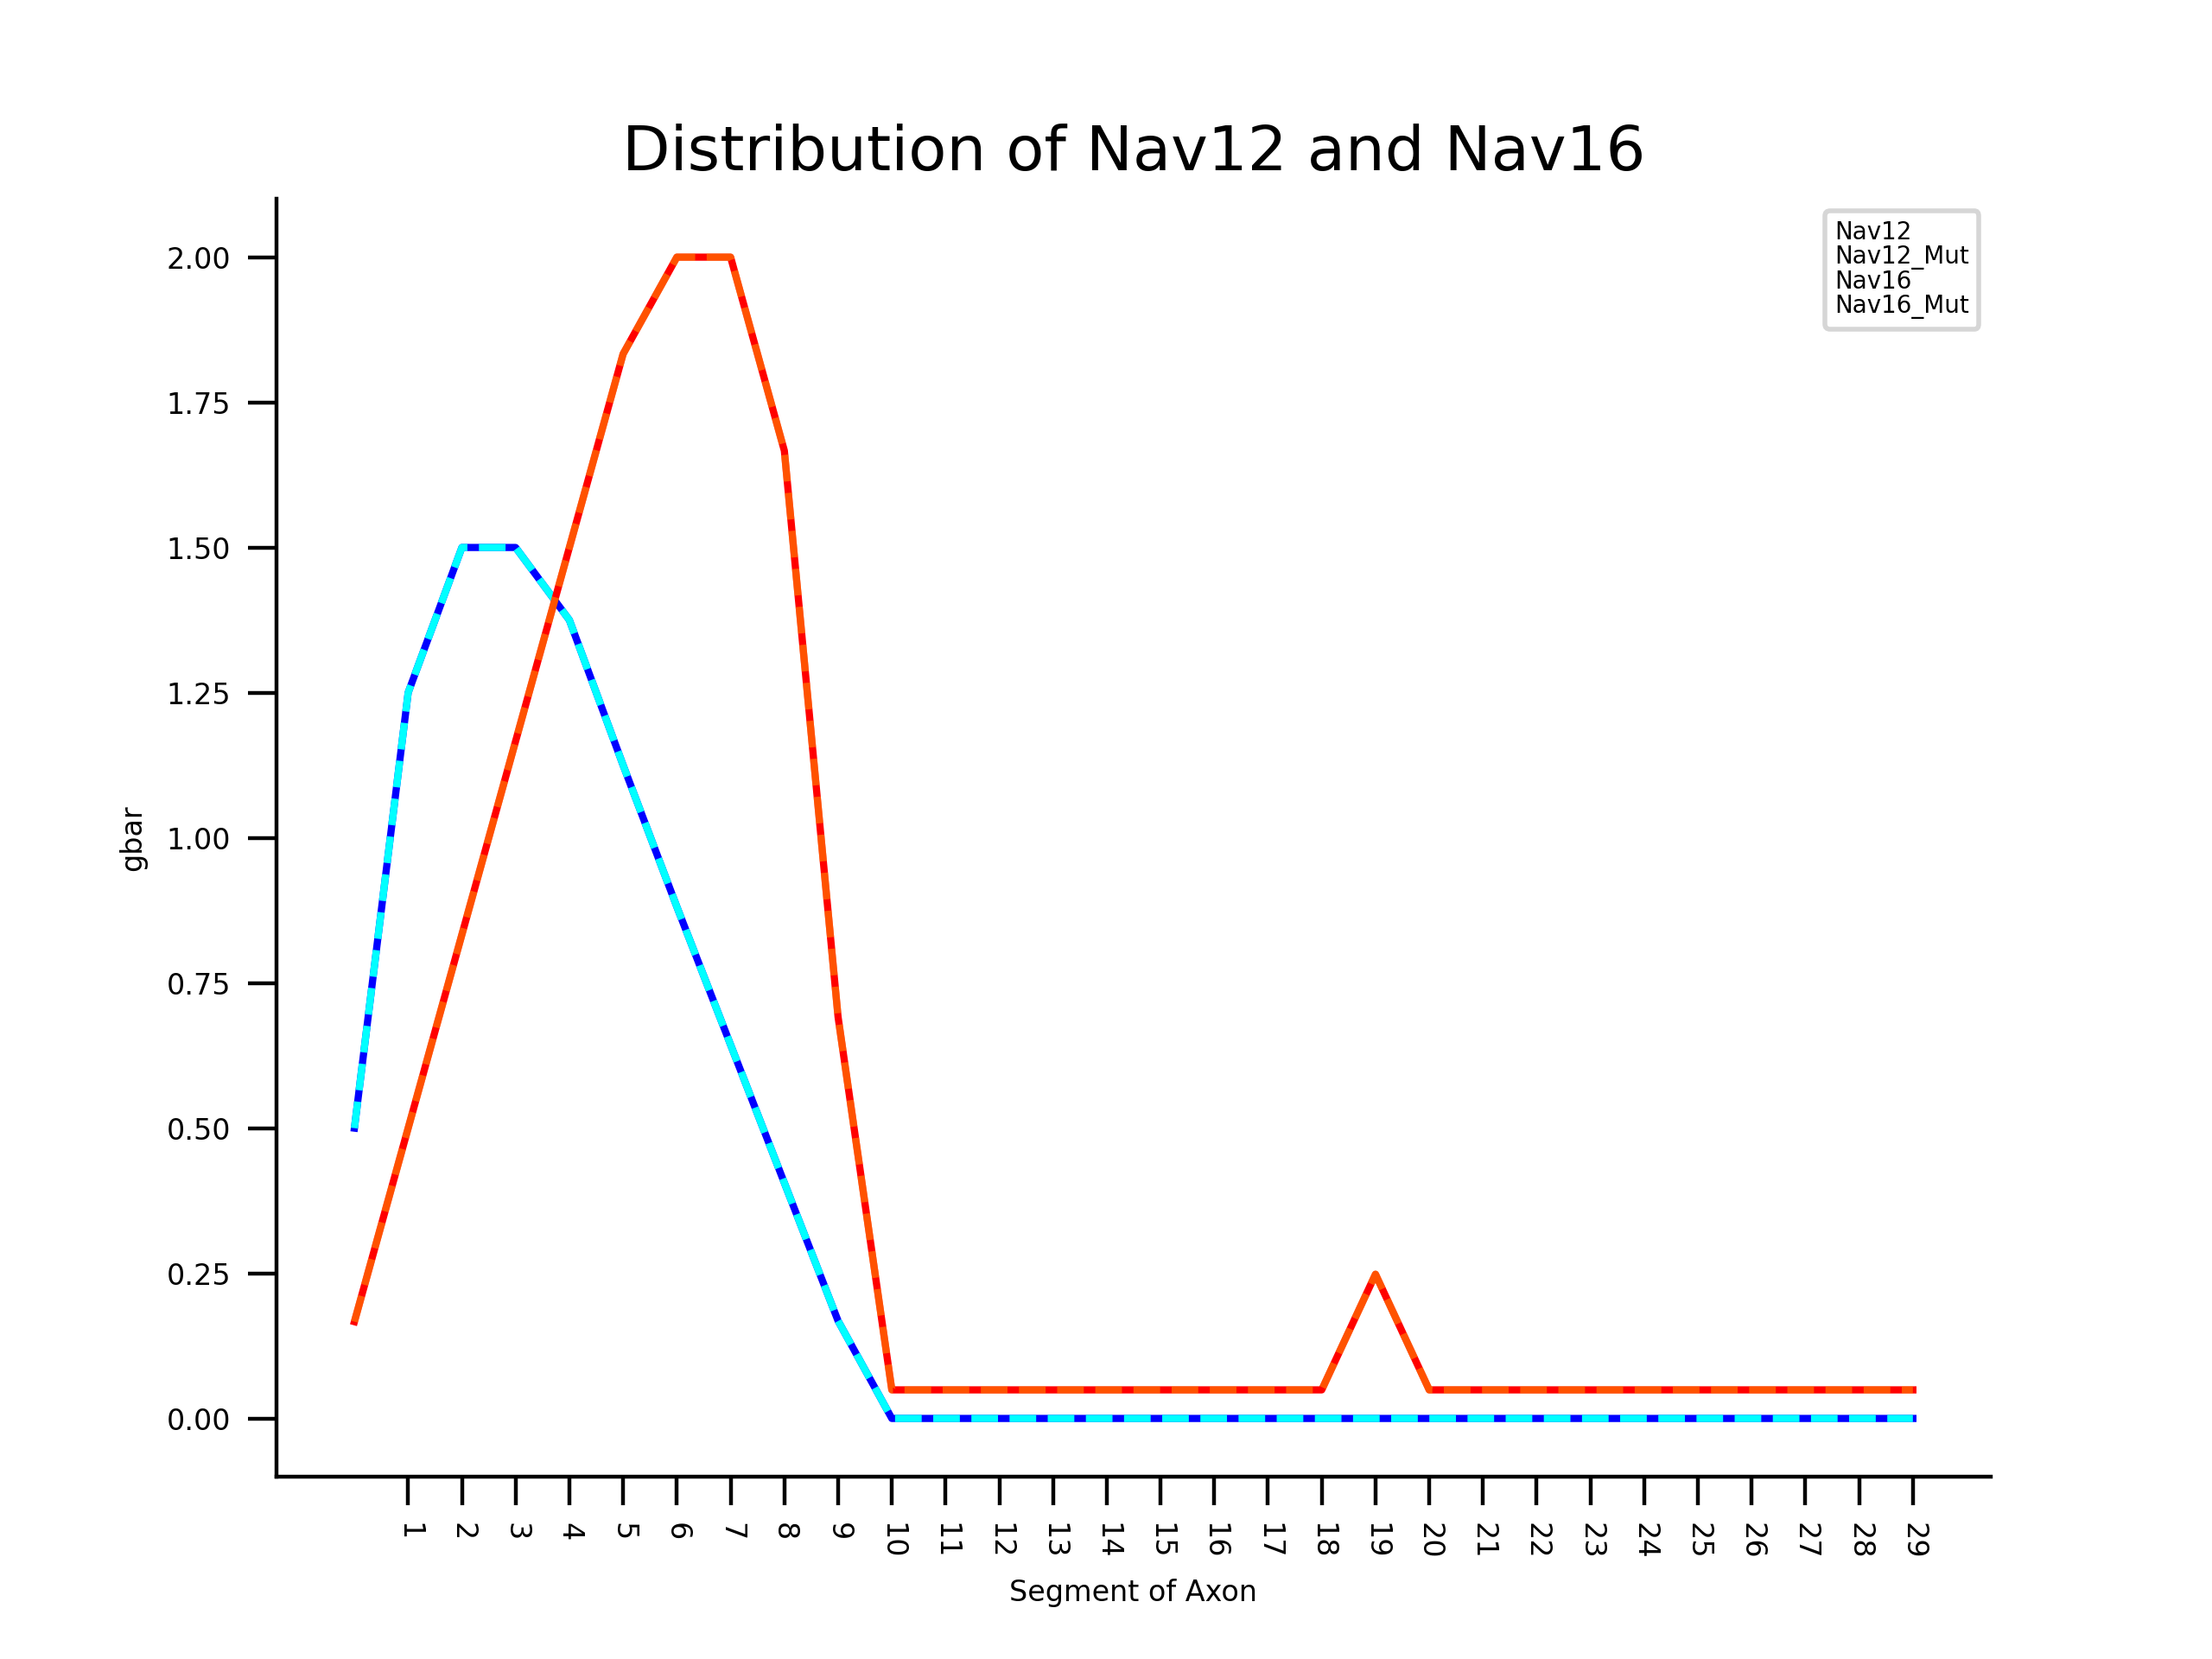 Distribution of Nav12 and Nav16
Nav12
Nav12_Mut
Nav16
Nav16_Mut
2.00
1.75
1.50
1.25
1.00
0.75
0.50
0.25
0.00
gbar
1 2 3 4 5 6 7 8 9 10 11 12 13 14 15 16 17 18 19 20 21 22 23 24 25 26 27 28 29
Segment of Axon